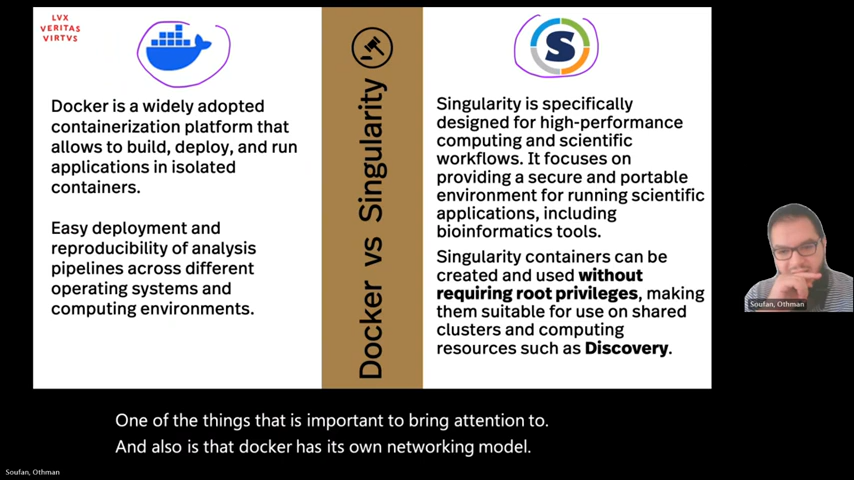 LVX
VERITAS
VIRTVS
Docker is a widely adopted
containerization platform that
allows to build, deploy, and run
applications in isolated
containers.
Easy deployment and
reproducibility of analysis
pipelines across different
operating systems and
computing environments.
Docker vs Singularity
S
Singularity is specifically
designed for high-performance
computing and scientific
workflows. It focuses on
providing a secure and portable
environment for running scientific
applications, including
bioinformatics tools.
Singularity containers can be
created and used without
requiring root privileges, making
them suitable for use on shared
clusters and computing
resources such as Discovery.
Soufan, Othman
One of the things that is important to bring attention to.
And also is that docker has its own networking model.
Soufan, Othman